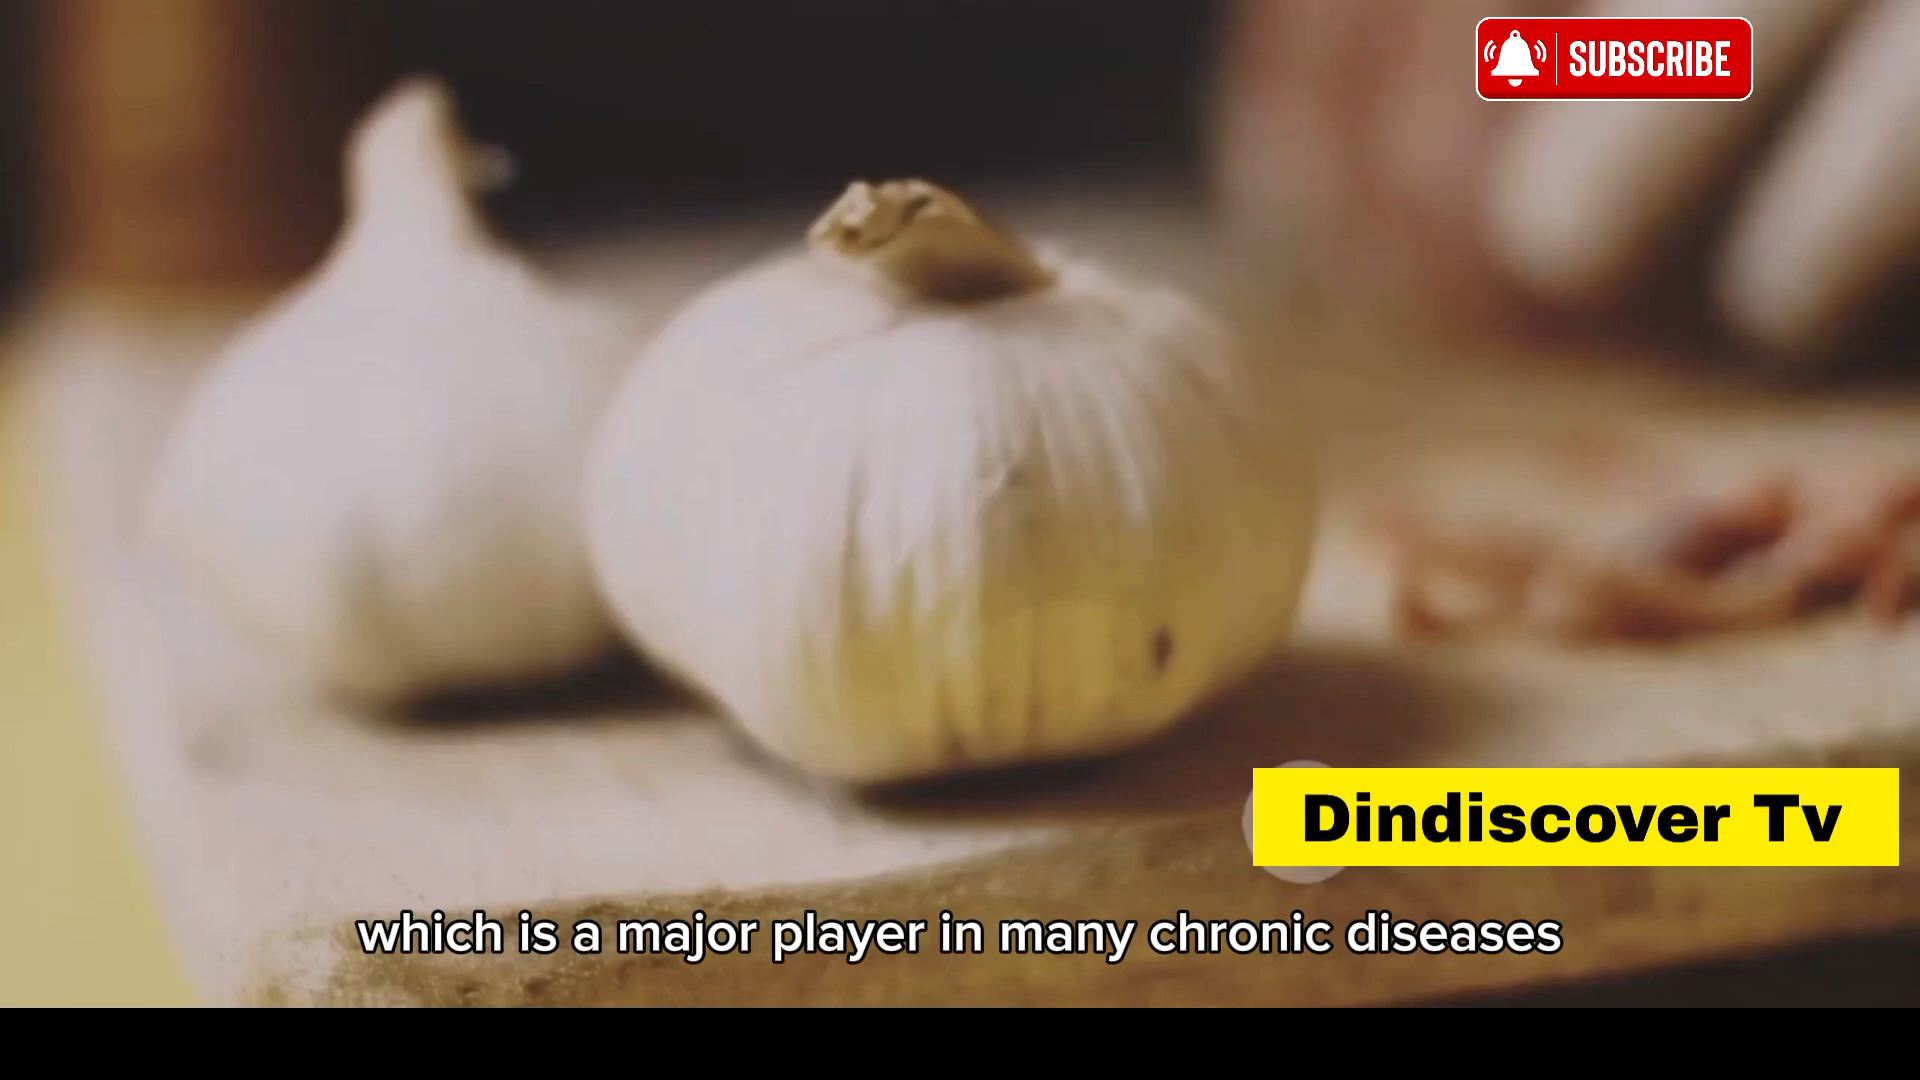 SUBSCRIBE
Dindiscover Tv
which is a major player in many chronic diseases